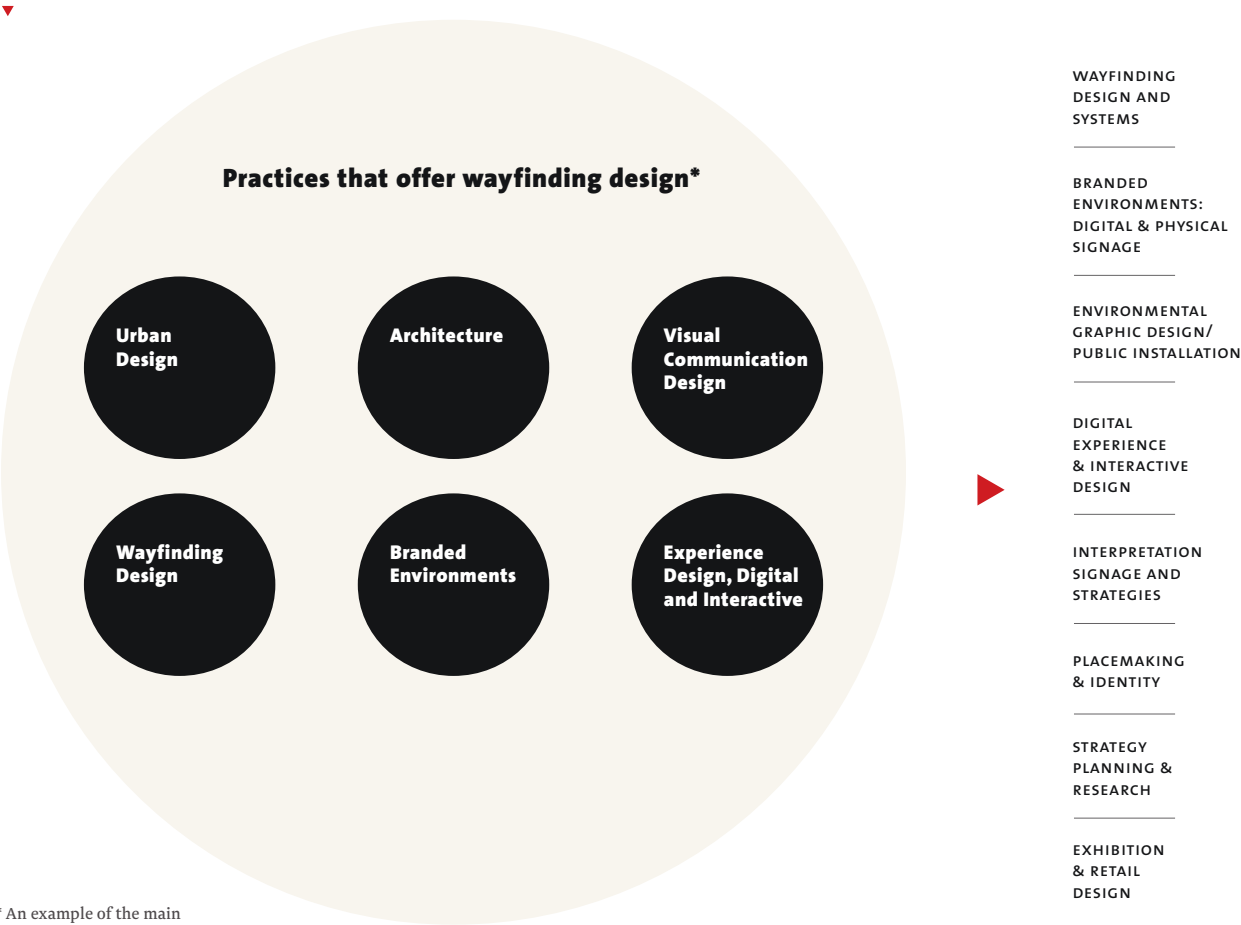 Practices that offer wayfinding design*
Urban
Design
Architecture
Visual
Communication
Design
Wayfinding
Design
Branded
Environments
Experience
Design, Digital
and Interactive
* An example of the main
WAYFINDING
DESIGN AND
SYSTEMS
BRANDED
ENVIRONMENTS:
DIGITAL & PHYSICAL
SIGNAGE
ENVIRONMENTAL
GRAPHIC DESIGN/
PUBLIC INSTALLATION
DIGITAL
EXPERIENCE
& INTERACTIVE
DESIGN
INTERPRETATION
SIGNAGE AND
STRATEGIES
PLACEMAKING
& IDENTITY
STRATEGY
PLANNING &
RESEARCH
EXHIBITION
& RETAIL
DESIGN